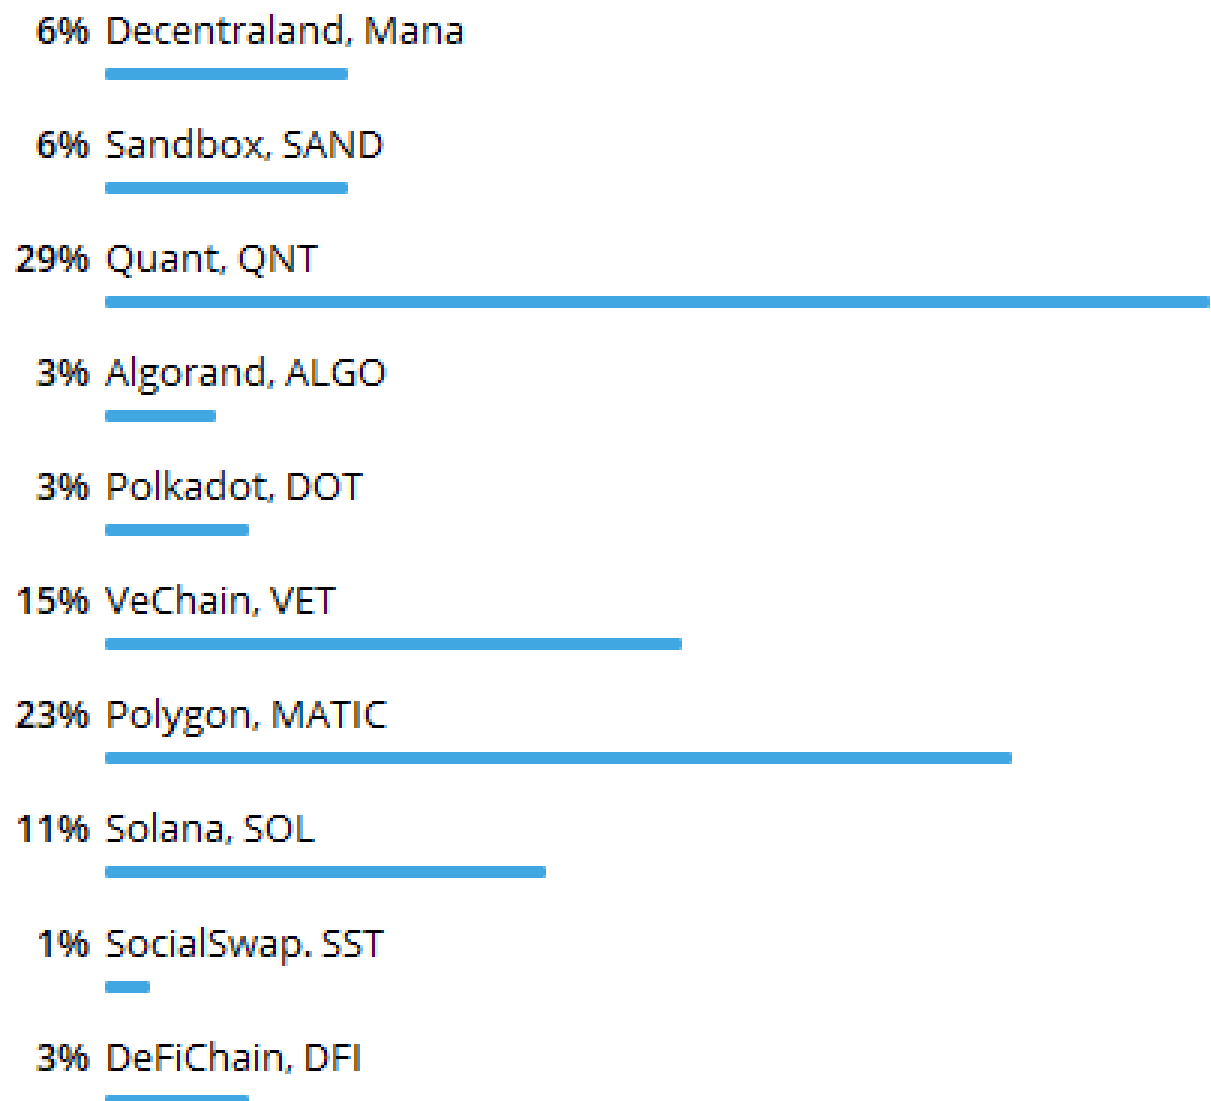 6% Decentraland, Mana
6% Sandbox, SAND
29% Quant, QNT
3% Algorand, ALGO
3% Polkadot, DOT
15% VeChain, VET
23% Polygon, MATIC
11% Solana, SOL
1% SocialSwap. SST
3% DeFiChain, DFI